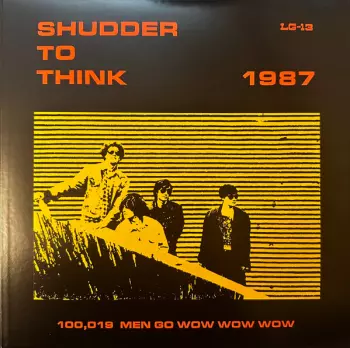 SHUDDER
LG-13
TO
THINK
1987
100,019 MEN GO WOW WOW WOW